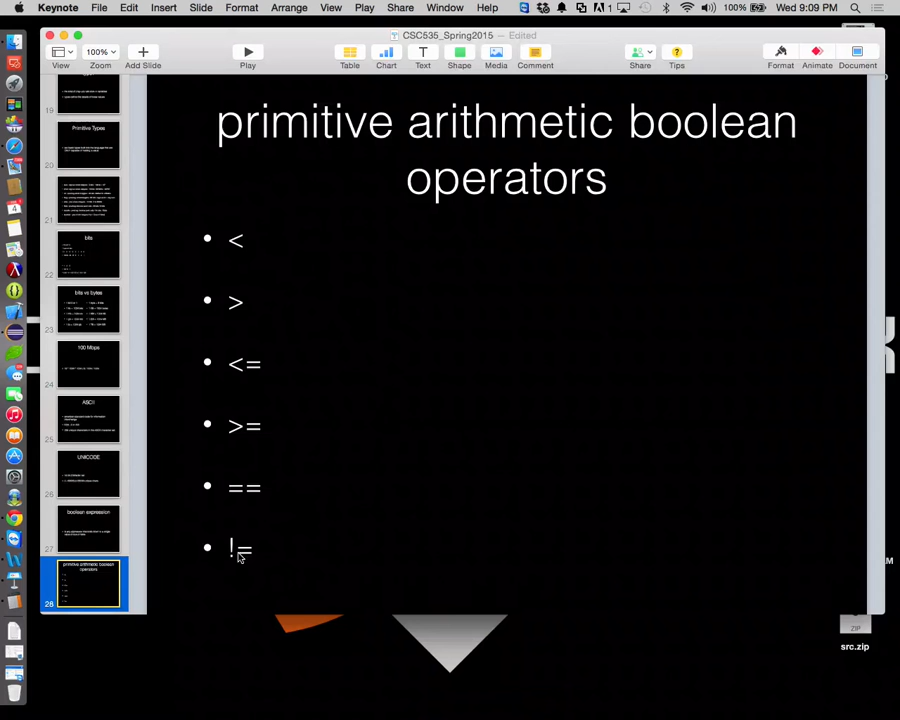 Keynote File Edit Insert Slide Format Arrange View Play Share Window Help 1 100% Wed 9:09 PM
CSC535_Spring2015 — Edited
100%
View Zoom Add Slide Play Table Chart Text Shape Media Comment Share Tips Format Animate Document
19
Primitive Types
20
21
bits
22
bits vs bytes
23
100 Mbps
24
ASCII
25
UNICODE
26
boolean expression
27
primitive arithmetic boolean
operators
28
primitive arithmetic boolean
operators
<
>
<=
>=
==
!=
ZIP
src.zip